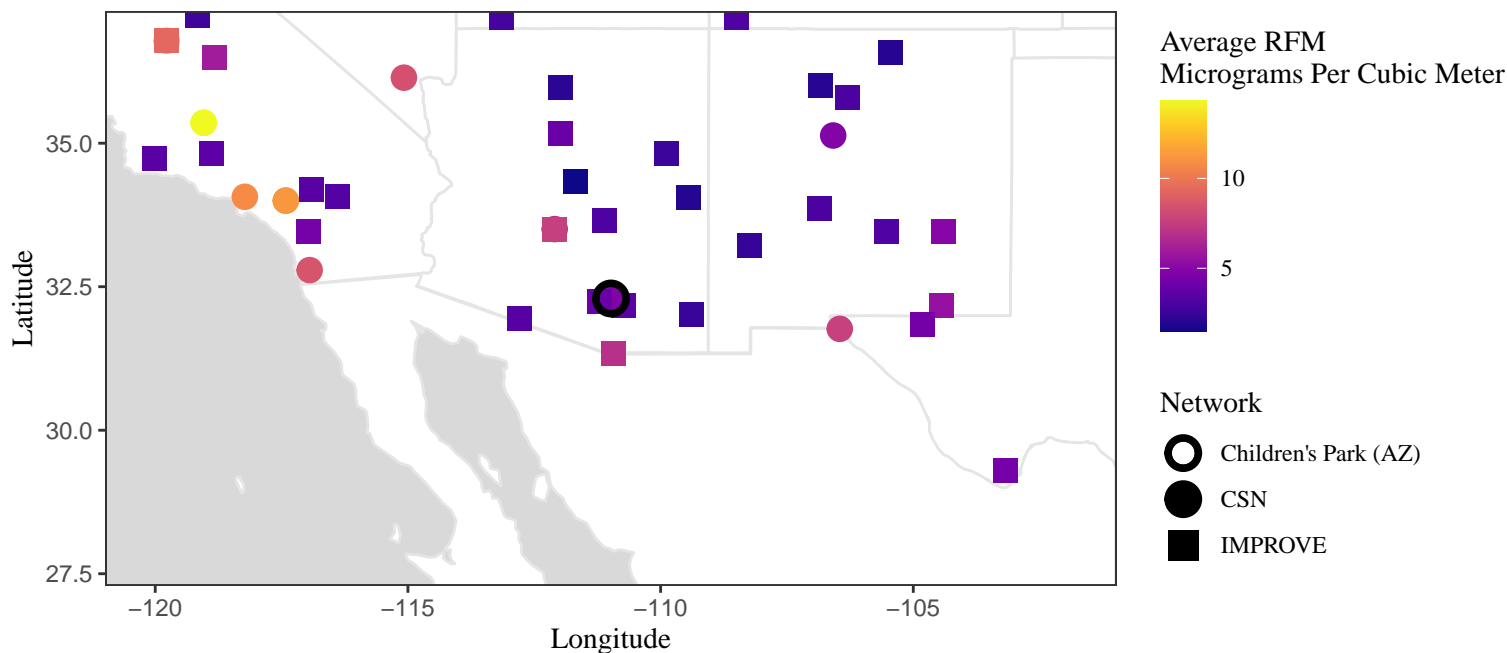 Average RFM
Micrograms Per Cubic Meter
10
5
Network
Children's Park (AZ)
CSN
IMPROVE
Latitude
35.0
32.5
30.0
27.5
−120
−115
−110
−105
Longitude